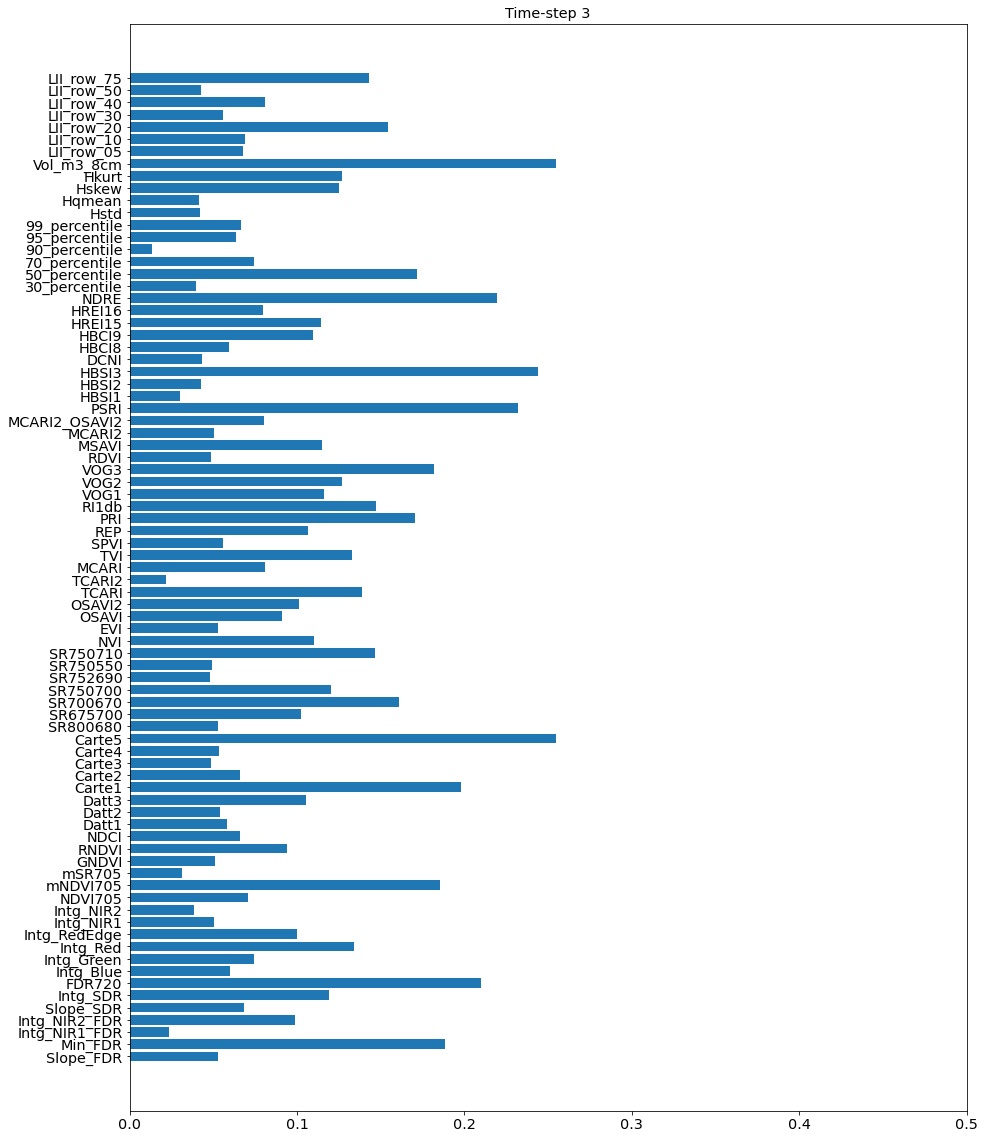 Time-step 3
LII_row_75
LII_row_50
LII_row_40
LII_row_30
LII_row_20
LII_row_10
LII_row_05
Vol_m3_8cm
Hkurt
Hskew
Hqmean
Hstd
99_percentile
95_percentile
90_percentile
70_percentile
50_percentile
30_percentile
NDRE
HREI16
HREI15
HBCI9
HBCI8
DCNI
HBSI3
HBSI2
HBSI1
PSRI
MCARI2_OSAVI2
MCARI2
MSAVI
RDVI
VOG3
VOG2
VOG1
RI1db
PRI
REP
SPVI
TVI
MCARI
TCARI2
TCARI
OSAVI2
OSAVI
EVI
NVI
SR750710
SR750550
SR752690
SR750700
SR700670
SR675700
SR800680
Carte5
Carte4
Carte3
Carte2
Carte1
Datt3
Datt2
Datt1
NDCI
RNDVI
GNDVI
mSR705
mNDVI705
NDVI705
Intg_NIR2
Intg_NIR1
Intg_RedEdge
Intg_Red
Intg_Green
Intg_Blue
FDR720
Intg_SDR
Slope_SDR
Intg_NIR2_FDR
Intg_NIR1_FDR
Min_FDR
Slope_FDR
0.0 0.1 0.2 0.3 0.4 0.5